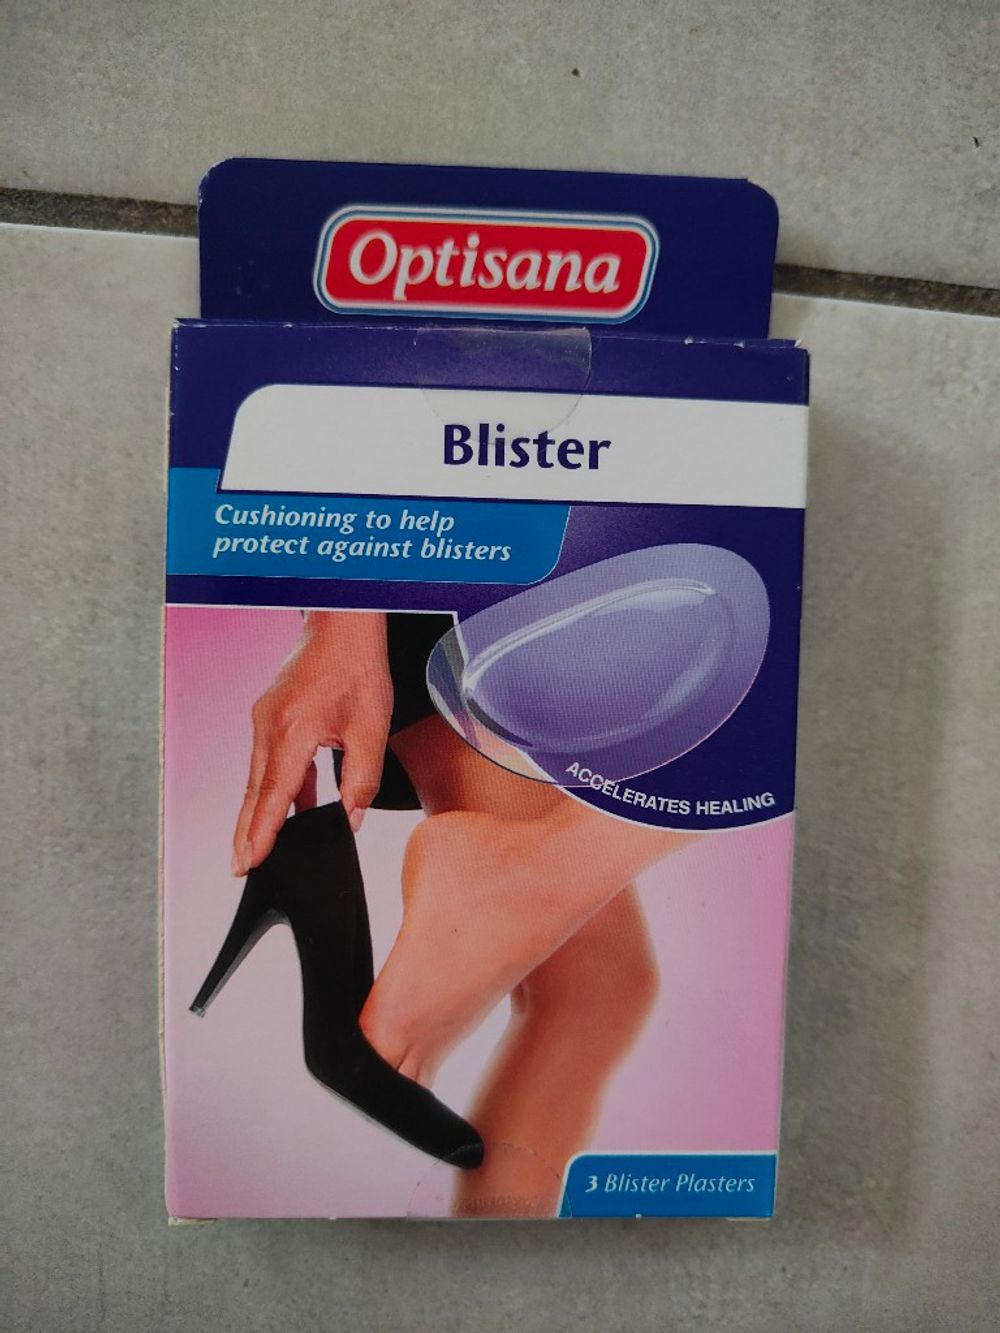 Optisana
Blister
Cushioning to help
protect against blisters
ACCELERATES HEALING
3 Blister Plasters